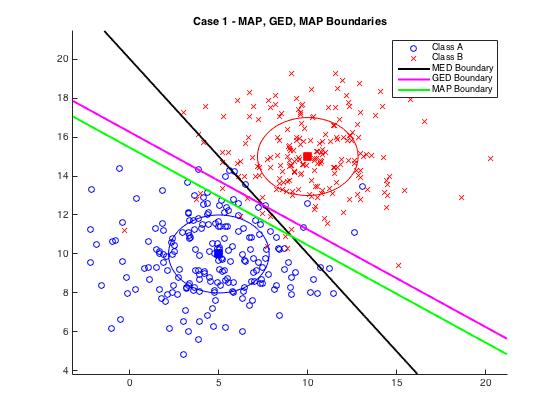 Case 1 - MAP, GED, MAP Boundaries
Class A
Class B
MED Boundary
GED Boundary
MAP Boundary
20
18
16
14
12
10
8
6
4
0 5 10 15 20